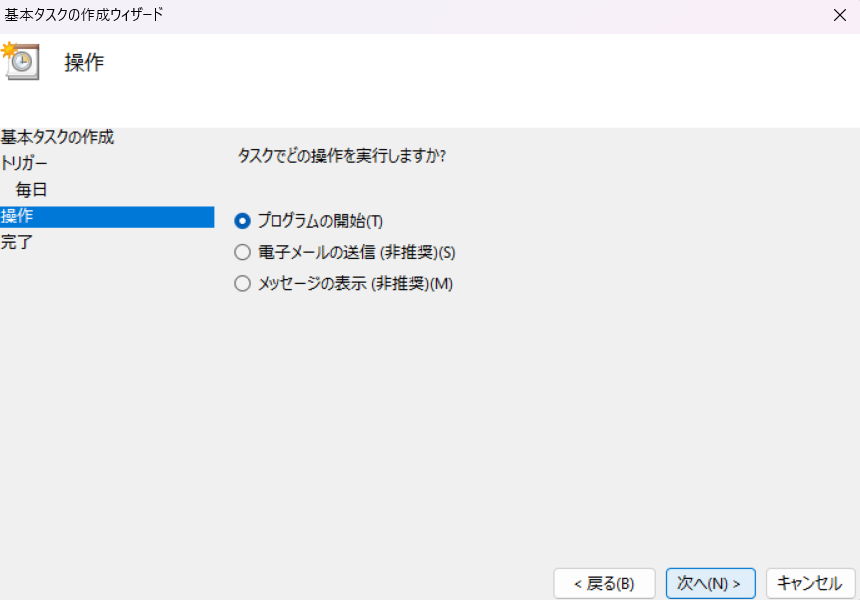 基本タスクの作成ウィザード
操作
基本タスクの作成
トリガー
毎日
操作
完了
タスクでどの操作を実行しますか?
プログラムの開始(T)
電子メールの送信 (非推奨)(S)
メッセージの表示 (非推奨)(M)
< 戻る(B)
次へ(N) >
キャンセル